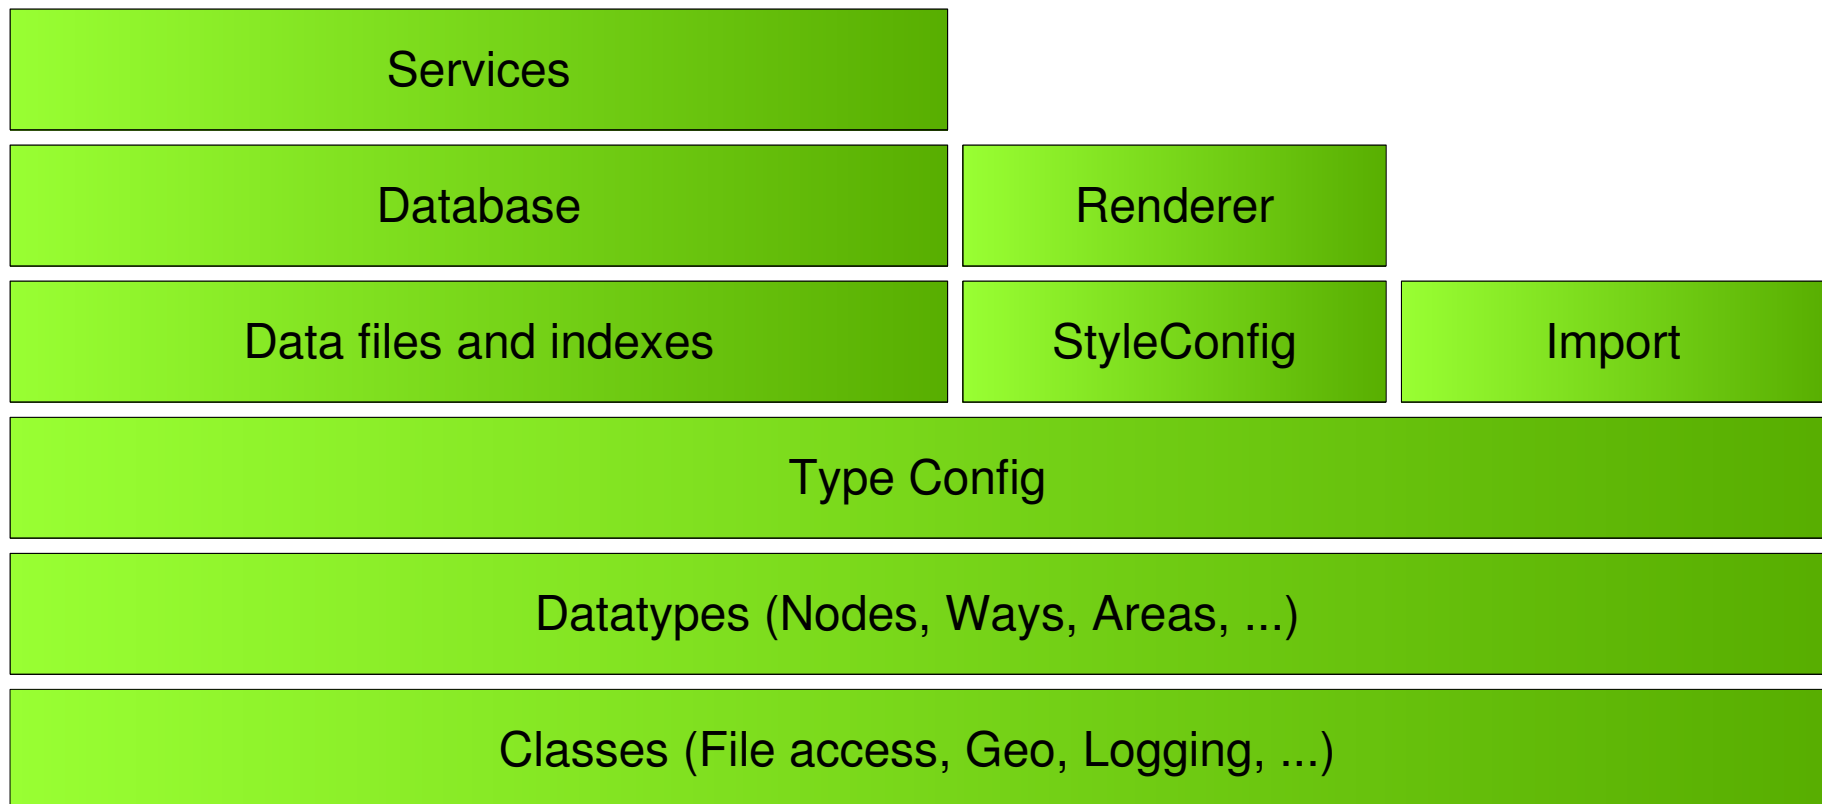 Services
Database
Renderer
Data files and indexes
StyleConfig
Import
Type Config
Datatypes (Nodes, Ways, Areas, ...)
Classes (File access, Geo, Logging, ...)